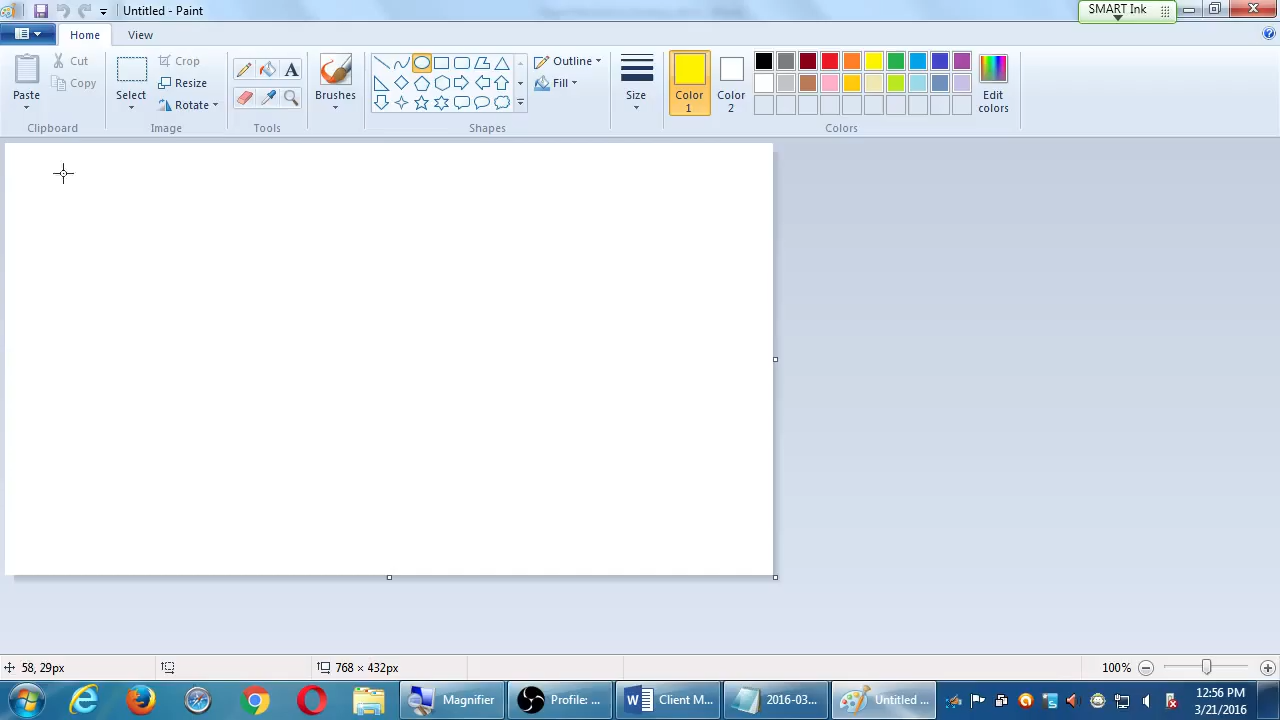 Untitled - Paint
SMART Ink
Home
View
Paste
Cut
Copy
Clipboard
Select
Crop
Resize
Rotate
Image
A
Tools
Brushes
Outline
Fill
Shapes
Size
Color 1
Color 2
Edit colors
Colors
58, 29px
768 × 432px
100%
Magnifier
Profile: ...
Client M...
2016-03...
Untitled ...
12:56 PM
3/21/2016